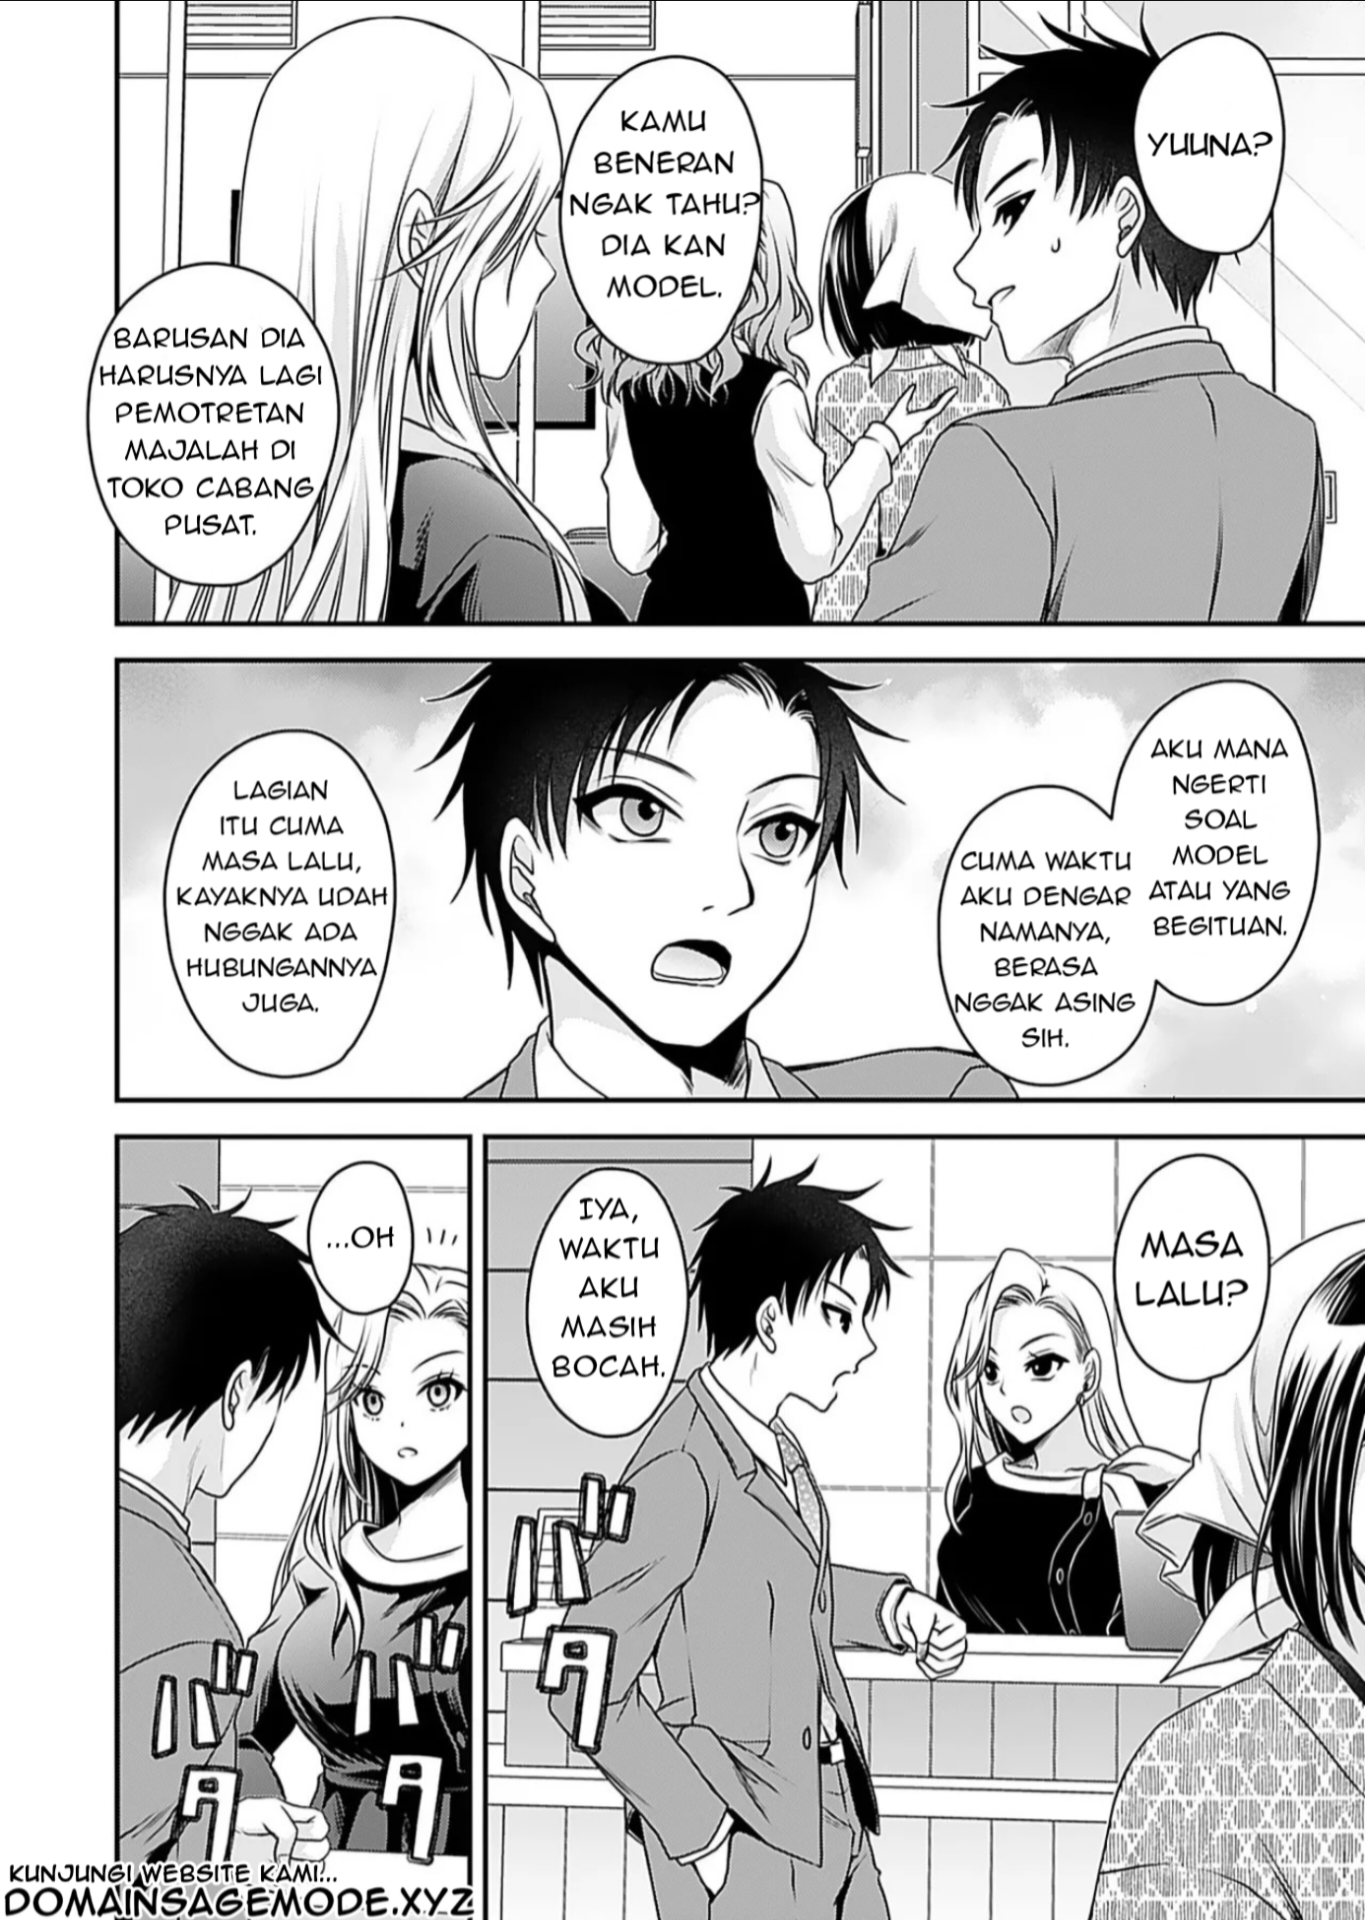 YUUNA?
KAMU
BENERAN
NGAK TAHU?
DIA KAN
MODEL.
BARUSAN DIA
HARUSNYA LAGI
PEMOTRETAN
MAJALAH DI
TOKO CABANG
PUSAT.
AKU MANA
NGERTI
SOAL
MODEL
ATAU YANG
BEGITUAN.
CUMA WAKTU
AKU DENGAR
NAMANYA,
BERASA
NGGAK ASING
SIH.
LAGIAN
ITU CUMA
MASA LALU,
KAYAKNYA UDAH
NGGAK ADA
HUBUNGANNYA
JUGA.
MASA
LALU?
IYA,
WAKTU
AKU
MASIH
BOCAH.
バタ
バタ
...OH
バタ
バタ
KUNJUNGI WEBSITE KAMI...
DOMAINSAGEMODE.XYZ